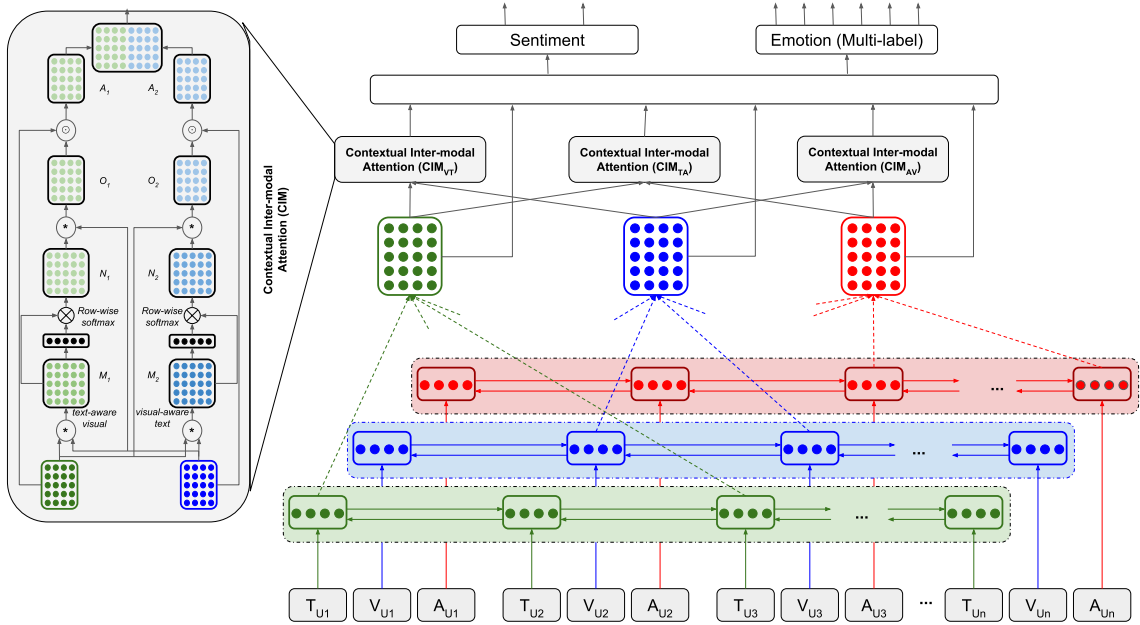 Sentiment
Emotion (Multi-label)
Contextual Inter-modal
Attention (CIM_VT)
Contextual Inter-modal
Attention (CIM_TA)
Contextual Inter-modal
Attention (CIM_AV)
A_1
A_2
O_1
O_2
*
*
N_1
N_2
Row-wise
softmax
Row-wise
softmax
M_1
M_2
text-aware
visual
visual-aware
text
*
*
Contextual Inter-modal
Attention (CIM)
...
...
...
T_U1
V_U1
A_U1
T_U2
V_U2
A_U2
T_U3
V_U3
A_U3
...
T_Un
V_Un
A_Un